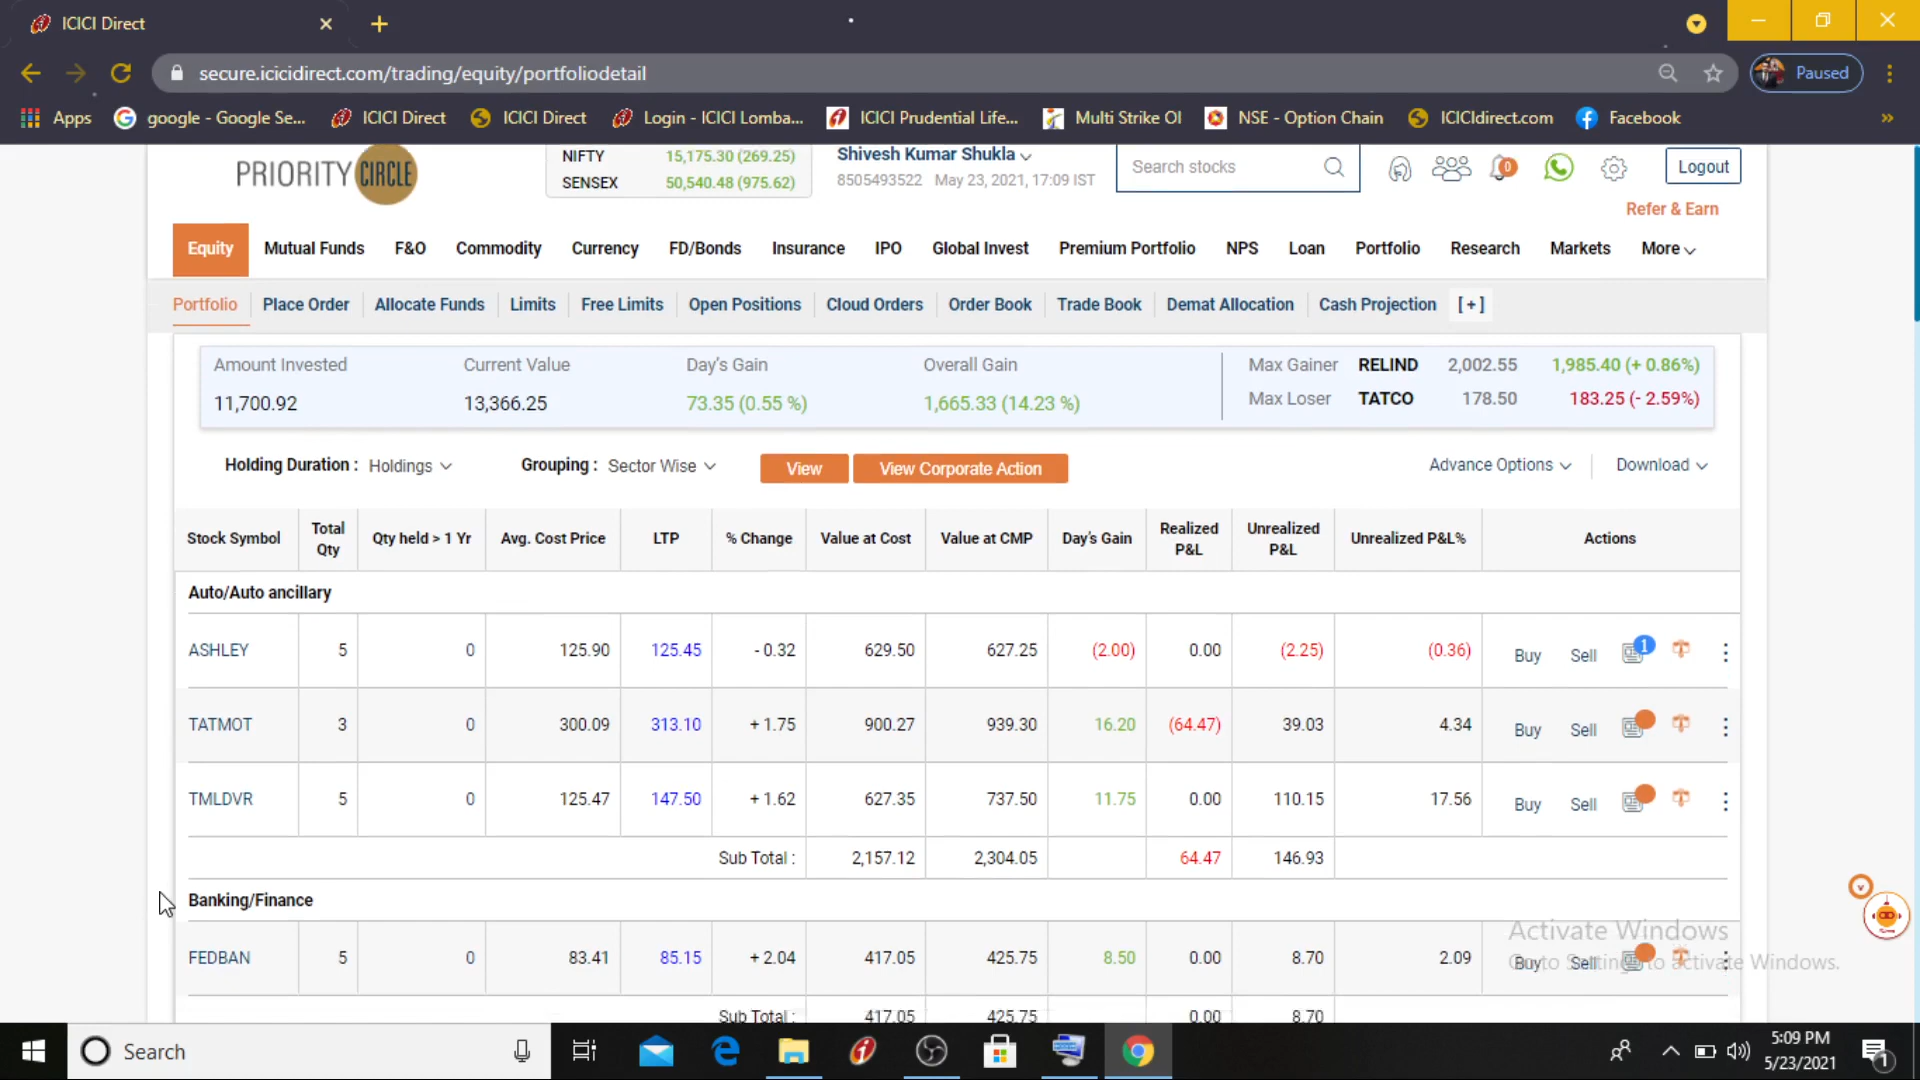 ICICI Direct
secure.icicidirect.com/trading/equity/portfoliodetail
Paused
Apps google - Google Se... ICICI Direct ICICI Direct Login - ICICI Lomba... ICICI Prudential Life... Multi Strike OI NSE - Option Chain ICICIdirect.com Facebook »
PRIORITY CIRCLE
NIFTY 15,175.30 (269.25)
SENSEX 50,540.48 (975.62)
Shivesh Kumar Shukla
8505493522 May 23, 2021, 17:09 IST
Search stocks
0
Logout
Refer & Earn
Equity Mutual Funds F&O Commodity Currency FD/Bonds Insurance IPO Global Invest Premium Portfolio NPS Loan Portfolio Research Markets More
Portfolio Place Order Allocate Funds Limits Free Limits Open Positions Cloud Orders Order Book Trade Book Demat Allocation Cash Projection [+]
Amount Invested Current Value Day's Gain Overall Gain Max Gainer RELIND 2,002.55 1,985.40 (+ 0.86%)
11,700.92 13,366.25 73.35 (0.55 %) 1,665.33 (14.23 %) Max Loser TATCO 178.50 183.25 (- 2.59%)
Holding Duration : Holdings Grouping : Sector Wise View View Corporate Action Advance Options Download
Stock Symbol Total Qty Qty held > 1 Yr Avg. Cost Price LTP % Change Value at Cost Value at CMP Day's Gain Realized P&L Unrealized P&L Unrealized P&L% Actions
Auto/Auto ancillary
ASHLEY 5 0 125.90 125.45 - 0.32 629.50 627.25 (2.00) 0.00 (2.25) (0.36) Buy Sell 1
TATMOT 3 0 300.09 313.10 + 1.75 900.27 939.30 16.20 (64.47) 39.03 4.34 Buy Sell
TMLDVR 5 0 125.47 147.50 + 1.62 627.35 737.50 11.75 0.00 110.15 17.56 Buy Sell
Sub Total : 2,157.12 2,304.05 64.47 146.93
Banking/Finance
FEDBAN 5 0 83.41 85.15 + 2.04 417.05 425.75 8.50 0.00 8.70 2.09 Buy Sell
Sub Total : 417.05 425.75 0.00 8.70
Activate Windows
Go to Settings to activate Windows.
Search
5:09 PM
5/23/2021
1